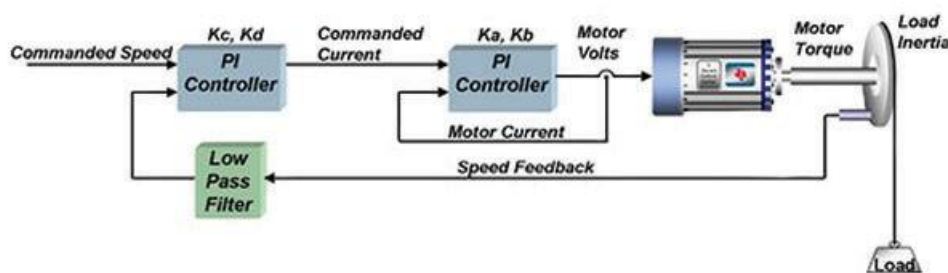 Commanded Speed
Kc, Kd
PI
Controller
Commanded
Current
Ka, Kb
PI
Controller
Motor
Volts
Motor Current
Motor
Torque
Load
Inertia
Low
Pass
Filter
Speed Feedback
Load